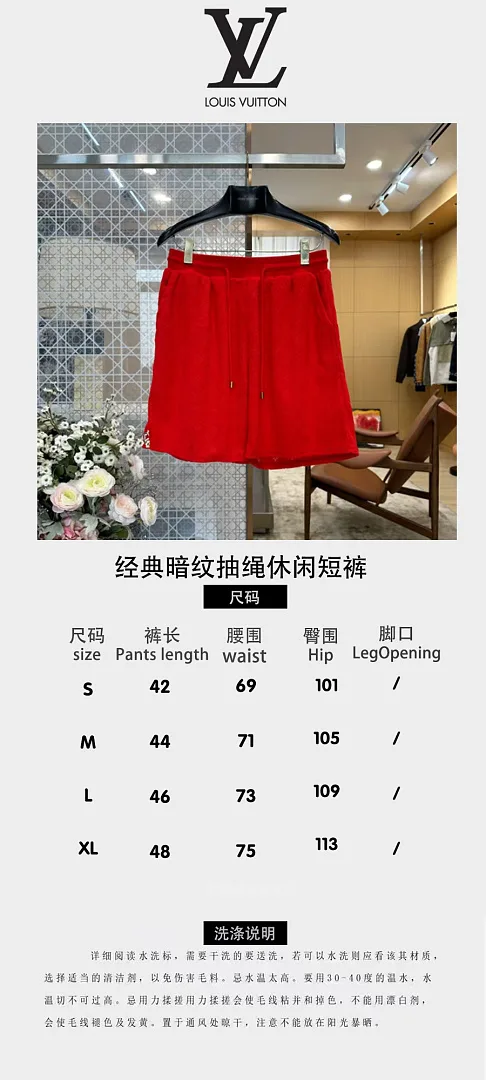 LV
LOUIS VUITTON
经典暗纹抽绳休闲短裤
尺码
尺码 裤长 腰围 臀围 脚口
size Pants length waist Hip LegOpening
S 42 69 101 /
M 44 71 105 /
L 46 73 109 /
XL 48 75 113 /
洗涤说明
详细阅读水洗标，需要干洗的要送洗，若可以水洗则应看该其材质，
选择适当的清洁剂，以免伤害毛料。忌水温太高。要用30-40度的温水，水
温切不可过高。忌用力揉搓用力揉搓会使毛线粘并和掉色，不能用漂白剂，
会使毛线褪色及发黄。置于通风处晾干，注意不能放在阳光暴晒。